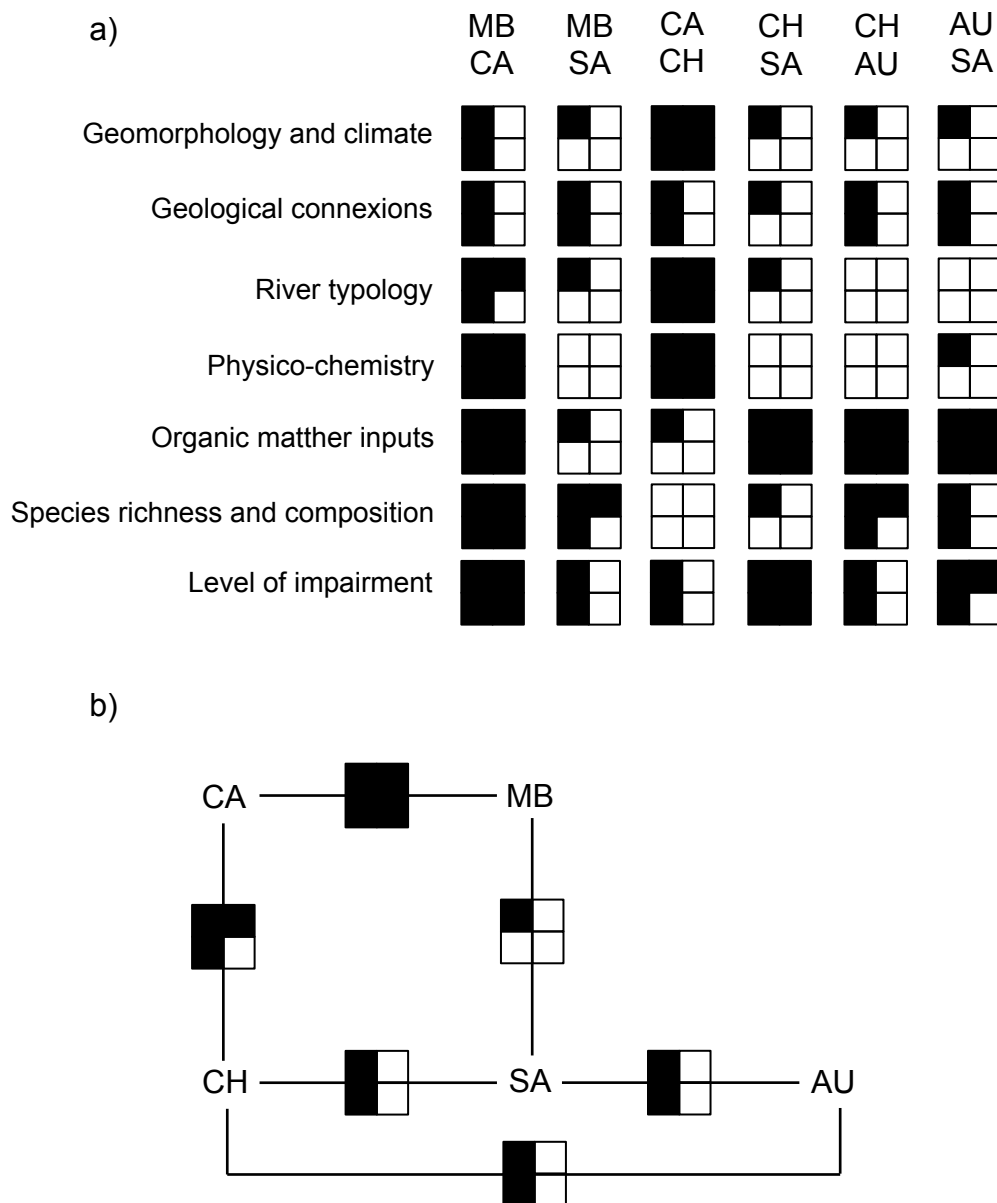 a)
MB MB CA CH CH AU
CA SA CH SA AU SA
Geomorphology and climate
Geological connexions
River typology
Physico-chemistry
Organic matther inputs
Species richness and composition
Level of impairment
b)
CA MB
CH SA AU